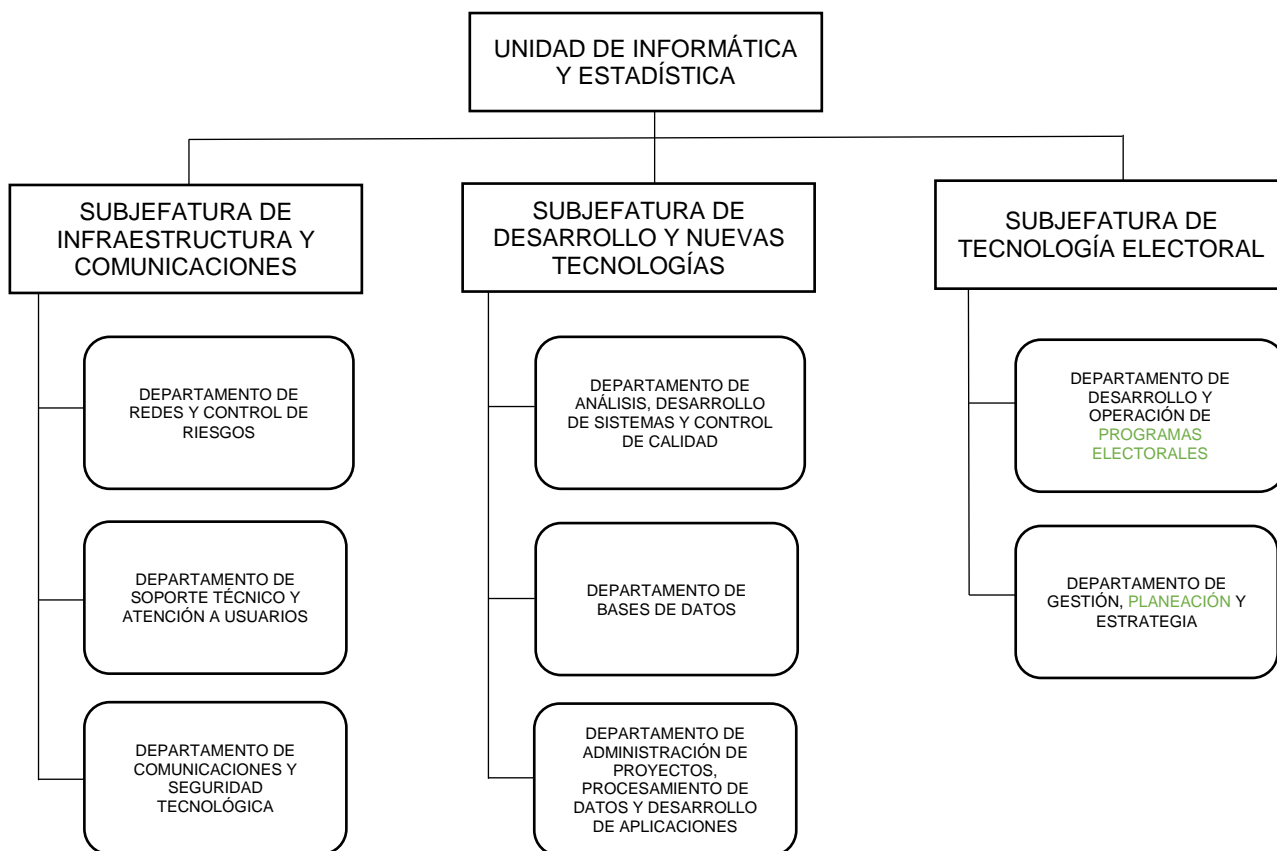 UNIDAD DE INFORMÁTICA
Y ESTADÍSTICA
SUBJEFATURA DE
INFRAESTRUCTURA Y
COMUNICACIONES
DEPARTAMENTO DE
REDES Y CONTROL DE
RIESGOS
DEPARTAMENTO DE
SOPORTE TÉCNICO Y
ATENCIÓN A USUARIOS
DEPARTAMENTO DE
COMUNICACIONES Y
SEGURIDAD
TECNOLÓGICA
SUBJEFATURA DE
DESARROLLO Y NUEVAS
TECNOLOGÍAS
DEPARTAMENTO DE
ANÁLISIS, DESARROLLO
DE SISTEMAS Y CONTROL
DE CALIDAD
DEPARTAMENTO DE
BASES DE DATOS
DEPARTAMENTO DE
ADMINISTRACIÓN DE
PROYECTOS,
PROCESAMIENTO DE
DATOS Y DESARROLLO
DE APLICACIONES
SUBJEFATURA DE
TECNOLOGÍA ELECTORAL
DEPARTAMENTO DE
DESARROLLO Y
OPERACIÓN DE
PROGRAMAS
ELECTORALES
DEPARTAMENTO DE
GESTIÓN, PLANEACIÓN Y
ESTRATEGIA